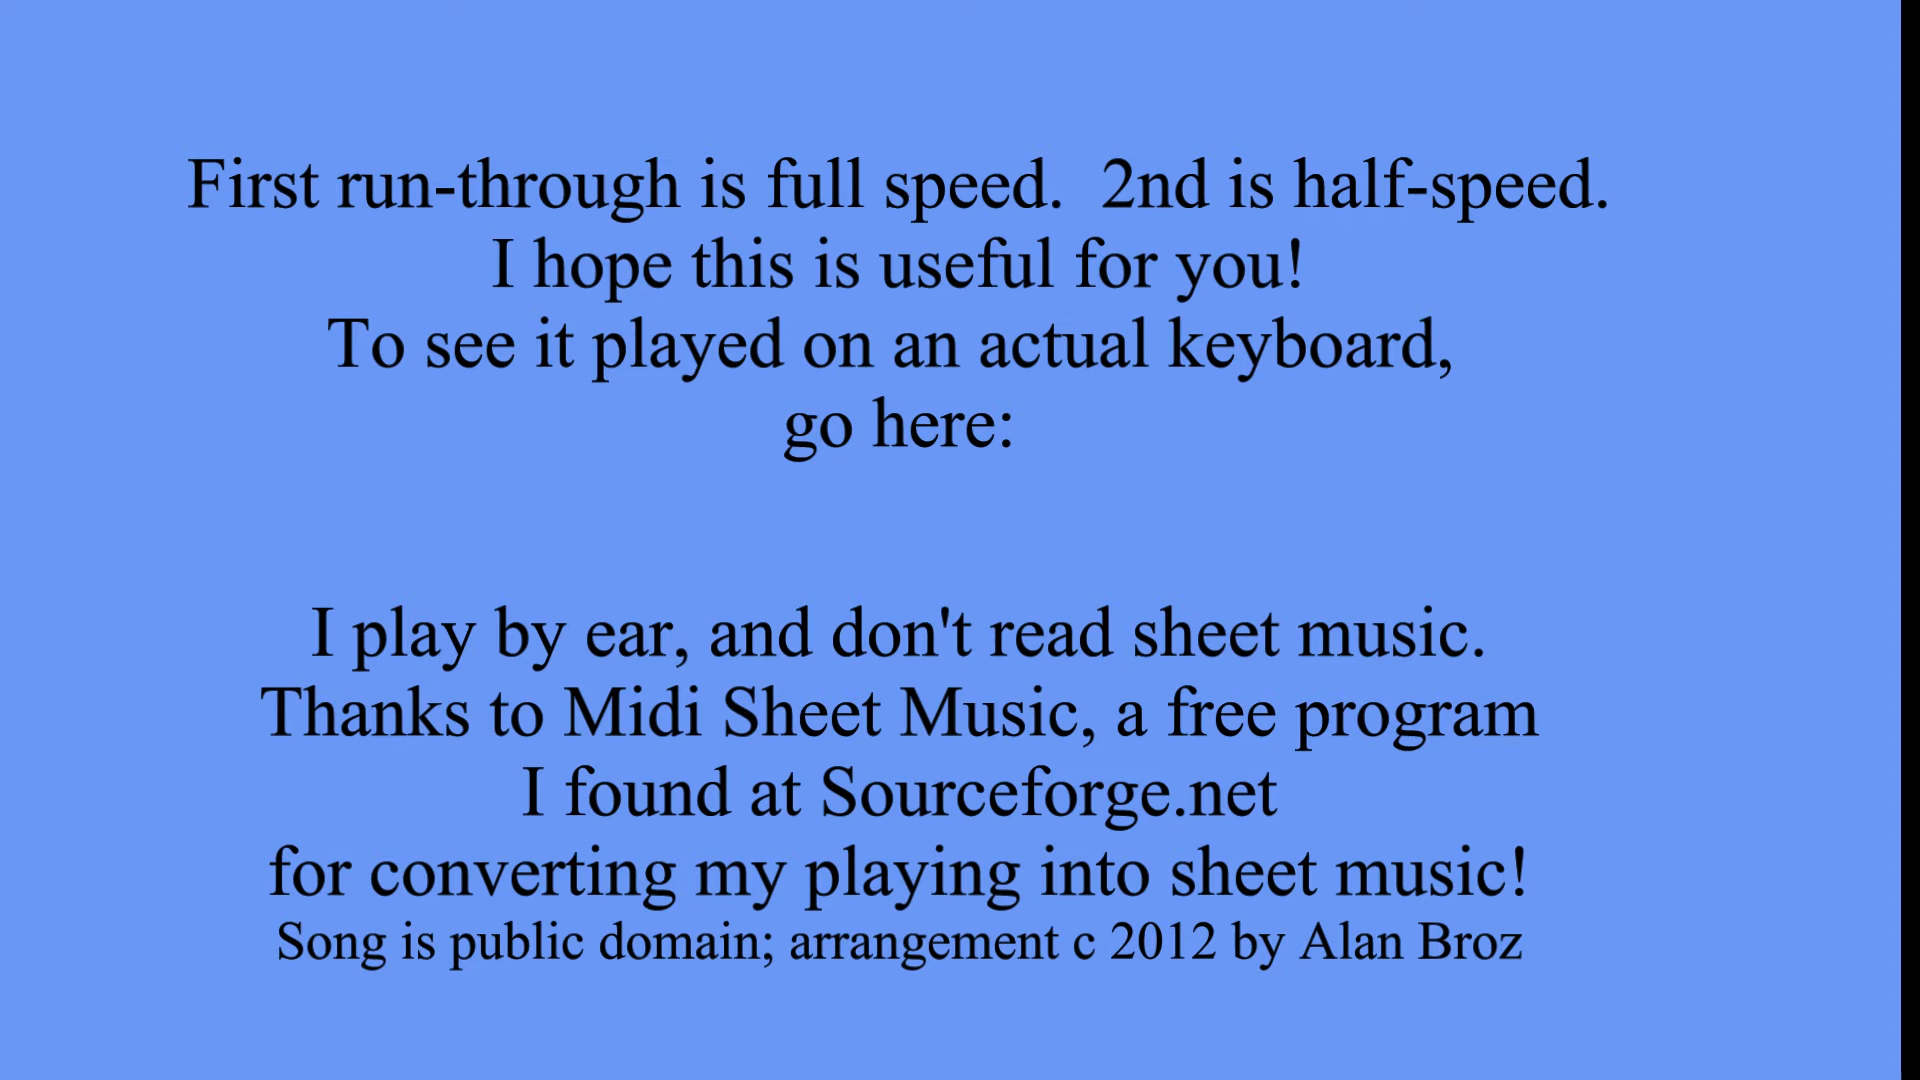 First run-through is full speed.  2nd is half-speed.
I hope this is useful for you!
To see it played on an actual keyboard,
go here:
I play by ear, and don't read sheet music.
Thanks to Midi Sheet Music, a free program
I found at Sourceforge.net
for converting my playing into sheet music!
Song is public domain; arrangement c 2012 by Alan Broz